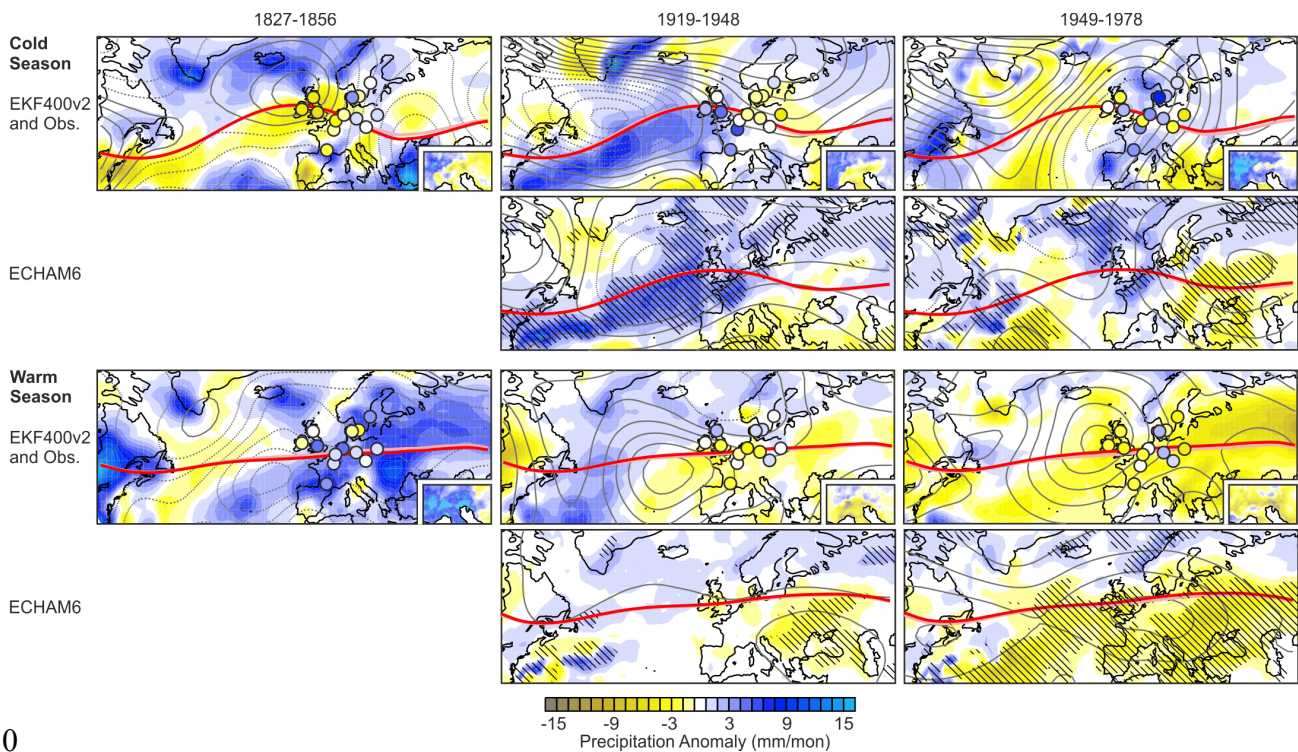 1827-1856 1919-1948 1949-1978
Cold
Season
EKF400v2
and Obs.
ECHAM6
Warm
Season
EKF400v2
and Obs.
ECHAM6
-15 -9 -3 3 9 15
Precipitation Anomaly (mm/mon)
0